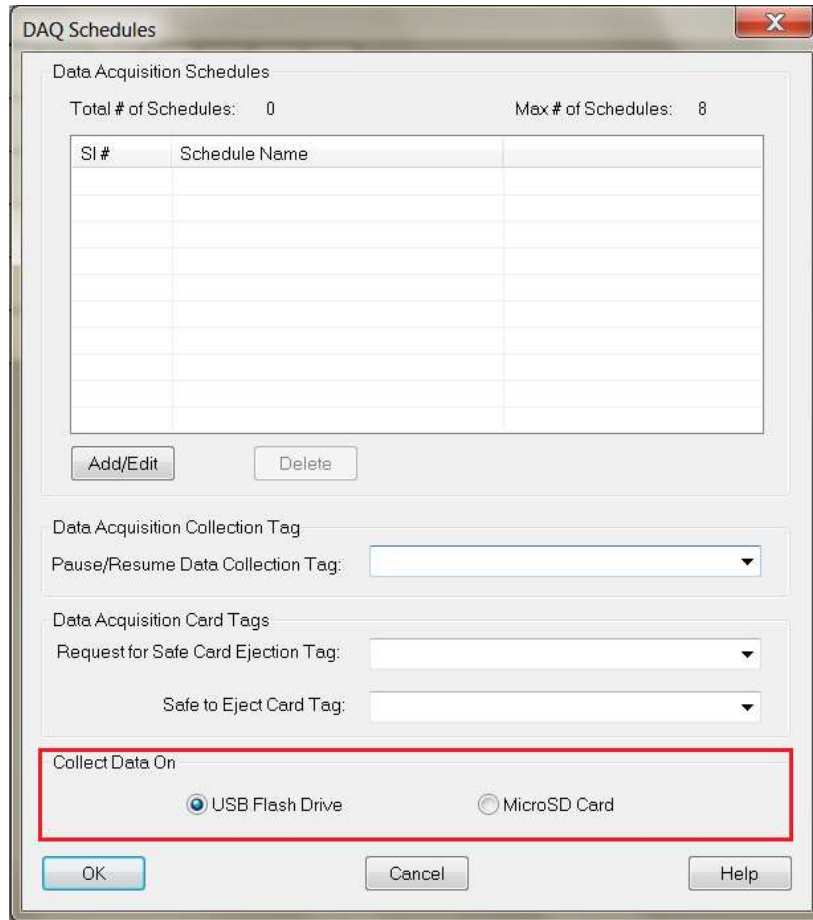 DAQ Schedules
Data Acquisition Schedules
Total # of Schedules: 0 Max # of Schedules: 8
Sl # Schedule Name
Add/Edit Delete
Data Acquisition Collection Tag
Pause/Resume Data Collection Tag:
Data Acquisition Card Tags
Request for Safe Card Ejection Tag:
Safe to Eject Card Tag:
Collect Data On
USB Flash Drive MicroSD Card
OK Cancel Help